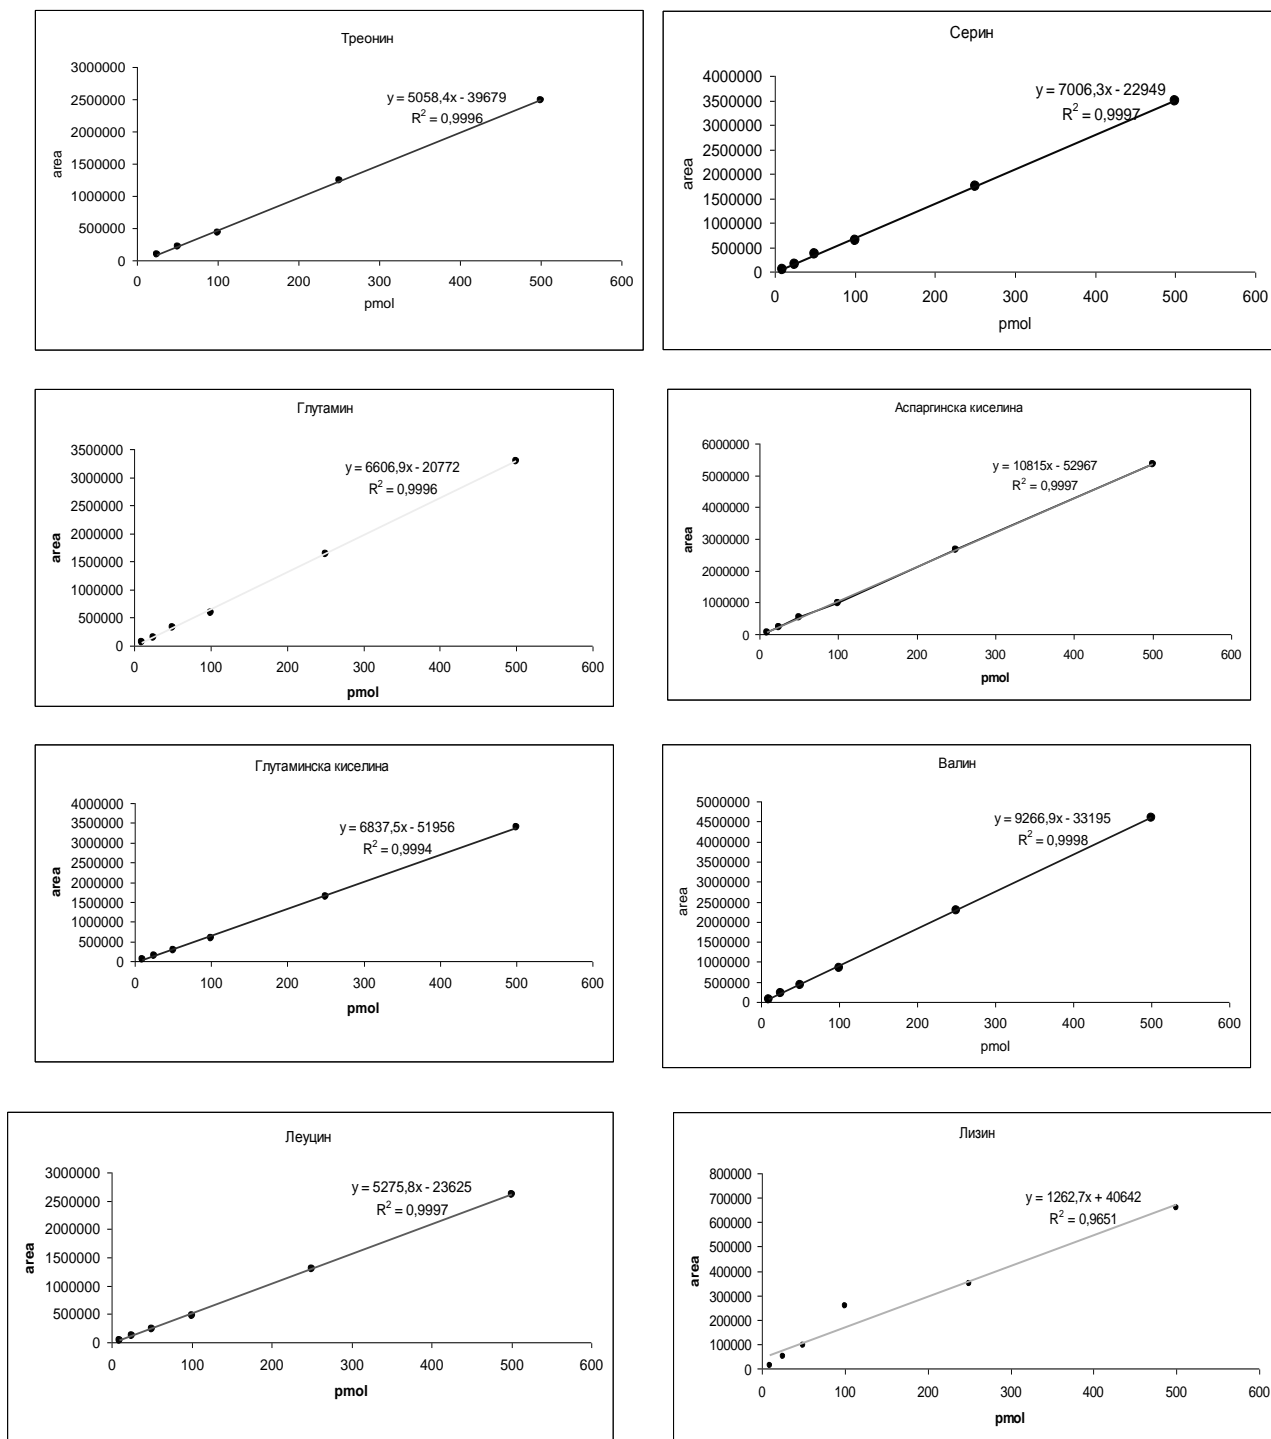 Треонин
3000000
2500000
2000000
1500000
1000000
500000
0
y = 5058,4x - 39679
R² = 0,9996
area
0 100 200 300 400 500 600
pmol
Серин
4000000
3500000
3000000
2500000
2000000
1500000
1000000
500000
0
y = 7006,3x - 22949
R² = 0,9997
area
0 100 200 300 400 500 600
pmol
Глутамин
3500000
3000000
2500000
2000000
1500000
1000000
500000
0
y = 6606,9x - 20772
R² = 0,9996
area
0 100 200 300 400 500 600
pmol
Аспаргинска киселина
6000000
5000000
4000000
3000000
2000000
1000000
0
y = 10815x - 52967
R² = 0,9997
area
0 100 200 300 400 500 600
pmol
Глутаминска киселина
4000000
3500000
3000000
2500000
2000000
1500000
1000000
500000
0
y = 6837,5x - 51956
R² = 0,9994
area
0 100 200 300 400 500 600
pmol
Валин
5000000
4500000
4000000
3500000
3000000
2500000
2000000
1500000
1000000
500000
0
y = 9266,9x - 33195
R² = 0,9998
area
0 100 200 300 400 500 600
pmol
Леуцин
3000000
2500000
2000000
1500000
1000000
500000
0
y = 5275,8x - 23625
R² = 0,9997
area
0 100 200 300 400 500 600
pmol
Лизин
800000
700000
600000
500000
400000
300000
200000
100000
0
y = 1262,7x + 40642
R² = 0,9651
area
0 100 200 300 400 500 600
pmol